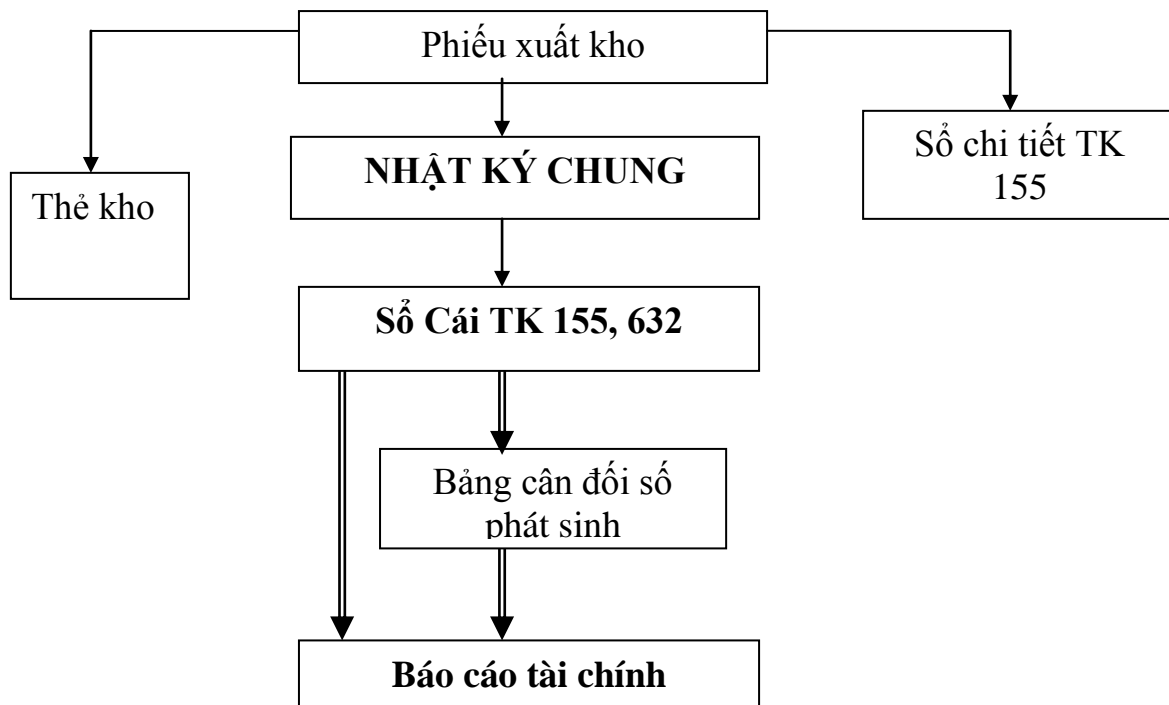 Phiếu xuất kho
Sổ chi tiết TK
155
NHẬT KÝ CHUNG
Thẻ kho
Sổ Cái TK 155, 632
Bảng cân đối số
phát sinh
Báo cáo tài chính